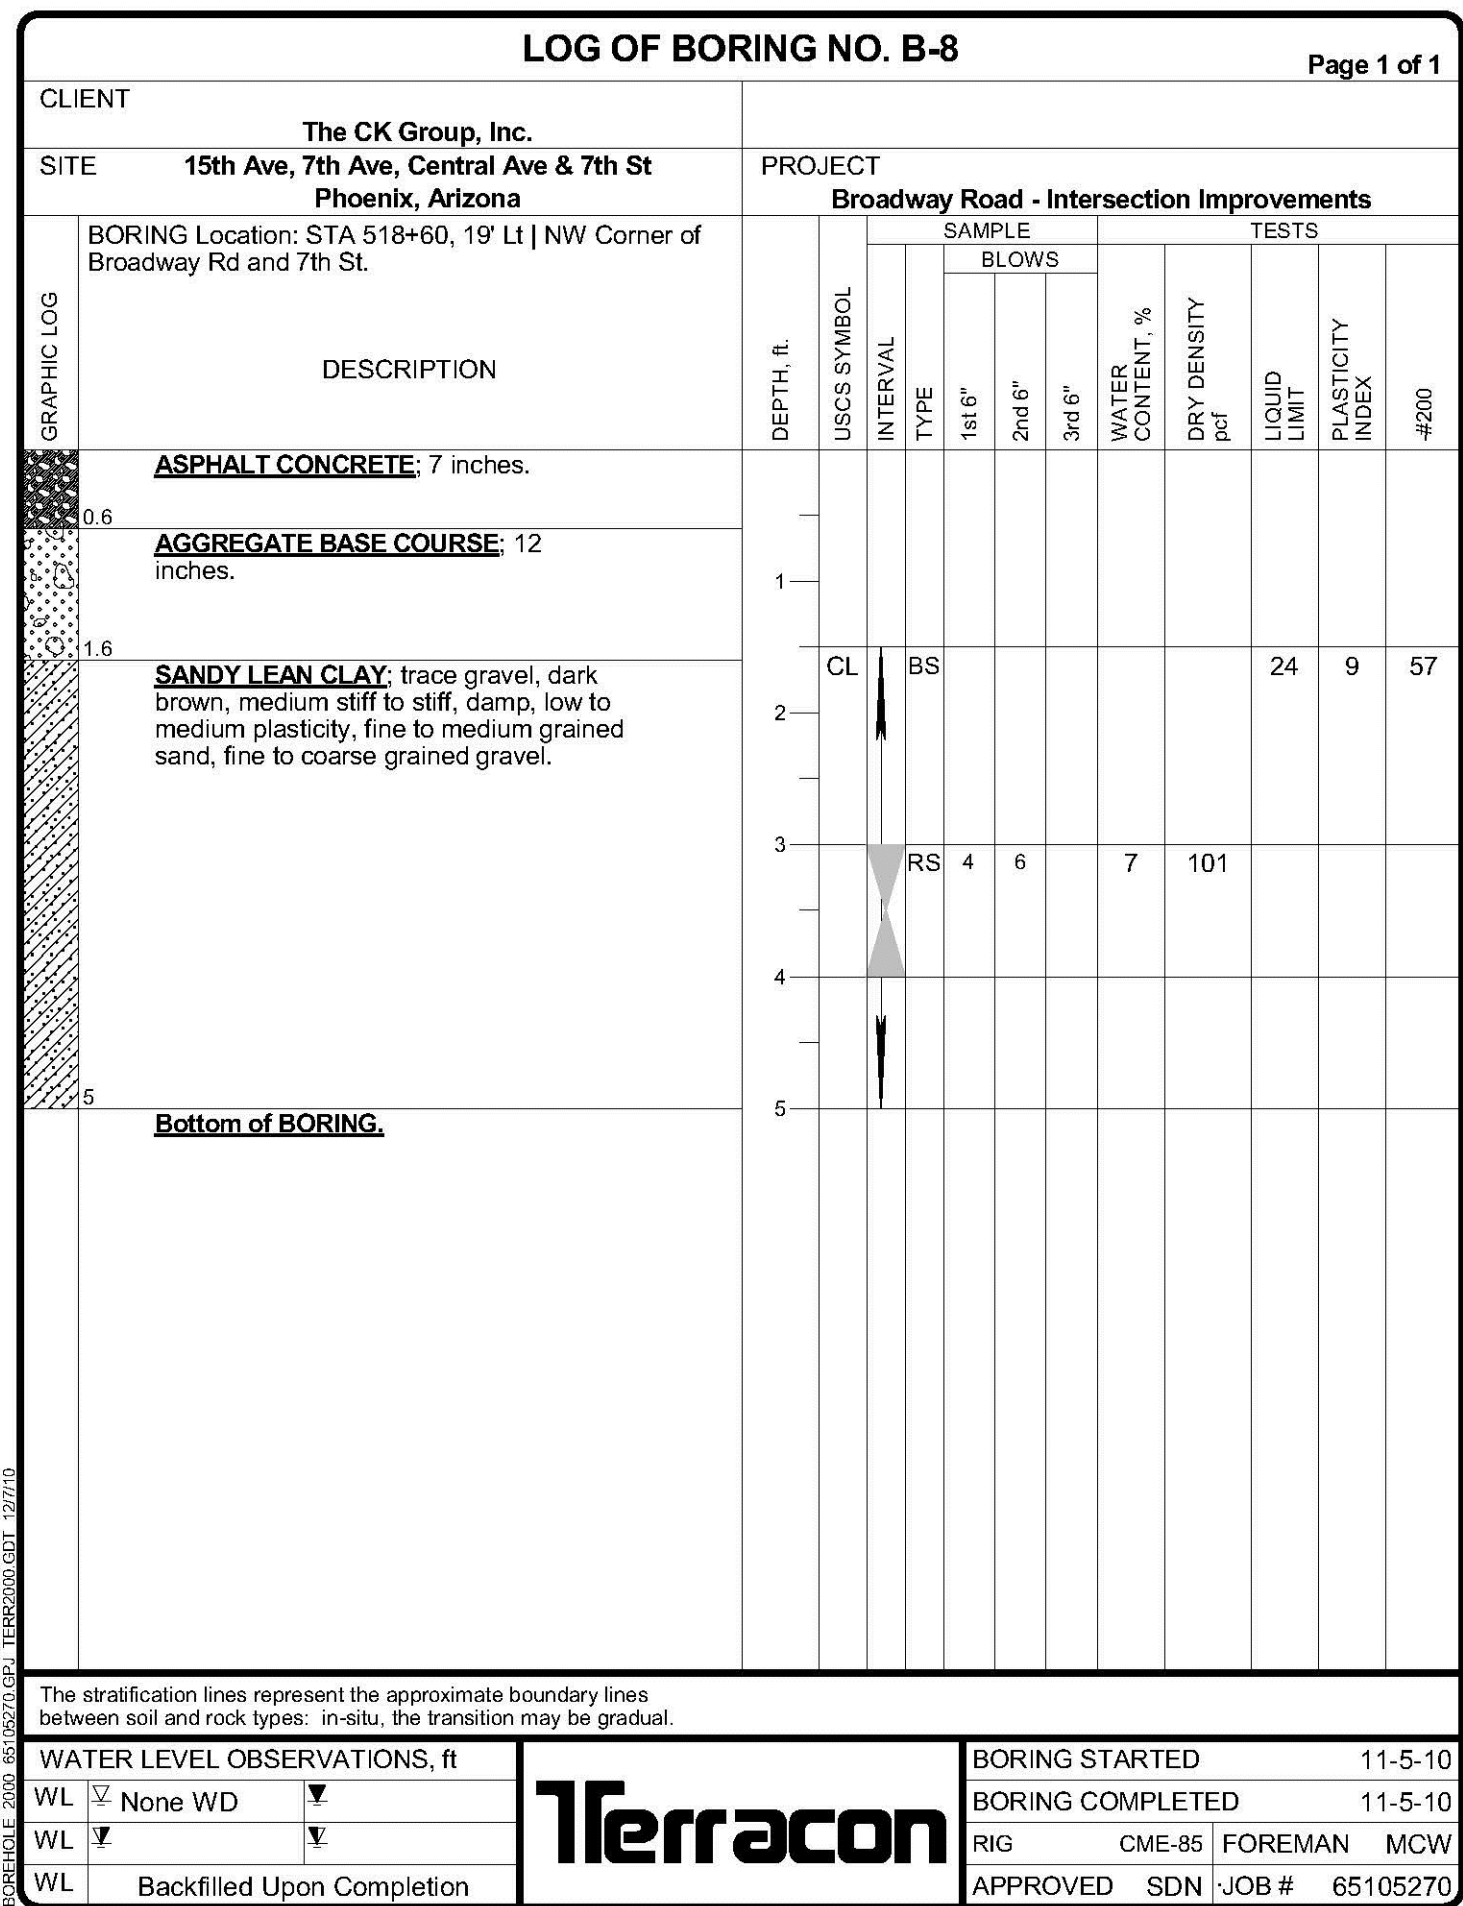 LOG OF BORING NO. B-8
Page 1 of 1
CLIENT
The CK Group, Inc.
SITE 15th Ave, 7th Ave, Central Ave & 7th St
Phoenix, Arizona
PROJECT
Broadway Road - Intersection Improvements
GRAPHIC LOG
BORING Location: STA 518+60, 19' Lt | NW Corner of
Broadway Rd and 7th St.
DESCRIPTION
DEPTH, ft.
USCS SYMBOL
SAMPLE
INTERVAL
TYPE
BLOWS
1st 6"
2nd 6"
3rd 6"
TESTS
WATER
CONTENT, %
DRY DENSITY
pcf
LIQUID
LIMIT
PLASTICITY
INDEX
-#200
ASPHALT CONCRETE; 7 inches.
0.6
AGGREGATE BASE COURSE; 12
inches.
1
1.6
SANDY LEAN CLAY; trace gravel, dark
brown, medium stiff to stiff, damp, low to
medium plasticity, fine to medium grained
sand, fine to coarse grained gravel.
CL BS 24 9 57
2
3
RS 4 6 7 101
4
5
5
Bottom of BORING.
The stratification lines represent the approximate boundary lines
between soil and rock types: in-situ, the transition may be gradual.
WATER LEVEL OBSERVATIONS, ft
WL None WD
WL
WL Backfilled Upon Completion
Terracon
BORING STARTED 11-5-10
BORING COMPLETED 11-5-10
RIG CME-85 FOREMAN MCW
APPROVED SDN JOB # 65105270
BOREHOLE 2000 65105270.GPJ TERR2000.GDT 12/7/10